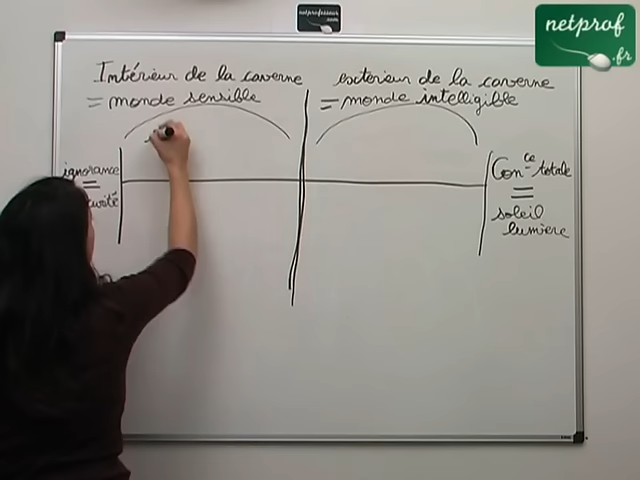 netprofesseur
.com
netprof
.fr
Intérieur de la caverne
= monde sensible
exterieur de la caverne
= monde intelligible
ignorance
=
Con^ce totale
=
soleil
lumière